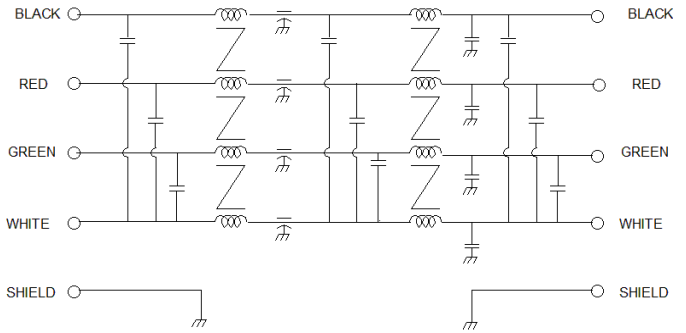 BLACK BLACK
RED RED
GREEN GREEN
WHITE WHITE
SHIELD SHIELD